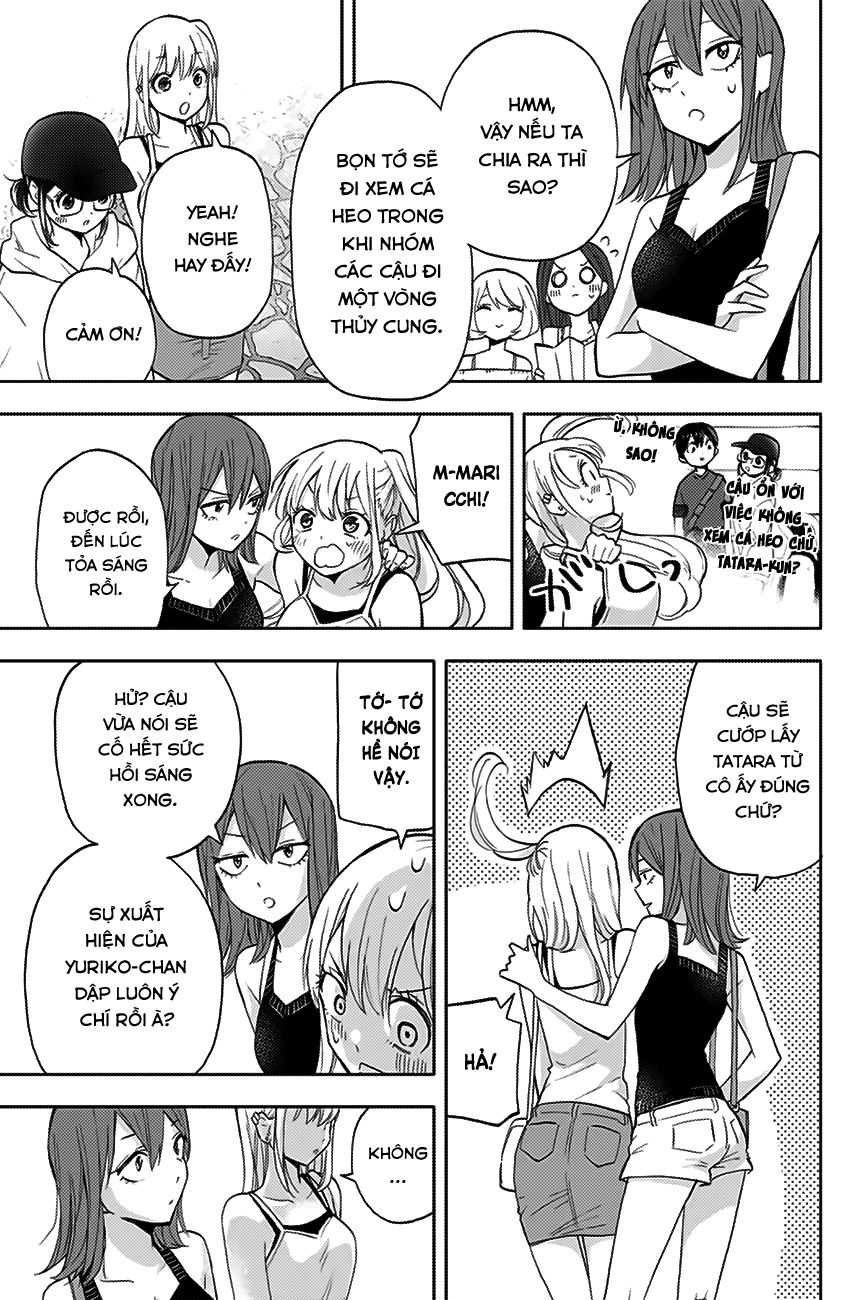 HMM,
VẬY NẾU TA
CHIA RA THÌ
SAO?
BỌN TỚ SẼ
ĐI XEM CÁ
HEO TRONG
KHI NHÓM
CÁC CẬU ĐI
MỘT VÒNG
THỦY CUNG.
YEAH!
NGHE
HAY ĐẤY!
CẢM ƠN!
Ừ, KHÔNG
SAO!
CẬU ỔN VỚI
VIỆC KHÔNG
XEM CÁ HEO CHỨ,
TATARA-KUN?
ガしっ
M-MARI
CCHI!
ĐƯỢC RỒI,
ĐẾN LÚC
TỎA SÁNG
RỒI.
CẬU SẼ
CƯỚP LẤY
TATARA TỪ
CÔ ẤY ĐÚNG
CHỨ?
HẢ!
TỚ- TỚ
KHÔNG
HỀ NÓI
VẬY.
HỬ? CẬU
VỪA NÓI SẼ
CỐ HẾT SỨC
HỒI SÁNG
XONG.
SỰ XUẤT
HIỆN CỦA
YURIKO-CHAN
DẬP LUÔN Ý
CHÍ RỒI À?
KHÔNG
...